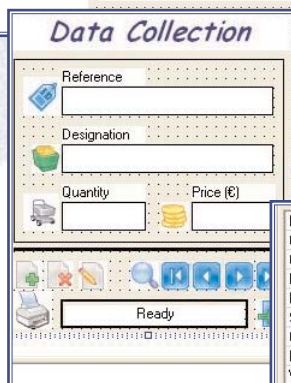 Data Collection
Reference
Designation
Quantity Price (€)
Ready